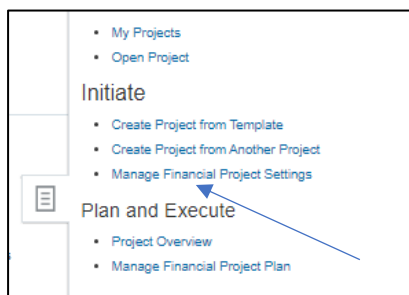 My Projects
Open Project
Initiate
Create Project from Template
Create Project from Another Project
Manage Financial Project Settings
Plan and Execute
Project Overview
Manage Financial Project Plan